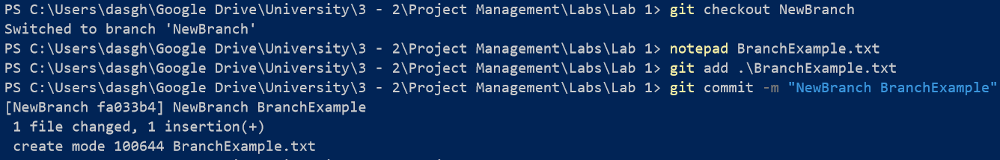 PS C:\Users\dasgh\Google Drive\University\3 - 2\Project Management\Labs\Lab 1> git checkout NewBranch
Switched to branch 'NewBranch'
PS C:\Users\dasgh\Google Drive\University\3 - 2\Project Management\Labs\Lab 1> notepad BranchExample.txt
PS C:\Users\dasgh\Google Drive\University\3 - 2\Project Management\Labs\Lab 1> git add .\BranchExample.txt
PS C:\Users\dasgh\Google Drive\University\3 - 2\Project Management\Labs\Lab 1> git commit -m "NewBranch BranchExample"
[NewBranch fa033b4] NewBranch BranchExample
 1 file changed, 1 insertion(+)
 create mode 100644 BranchExample.txt